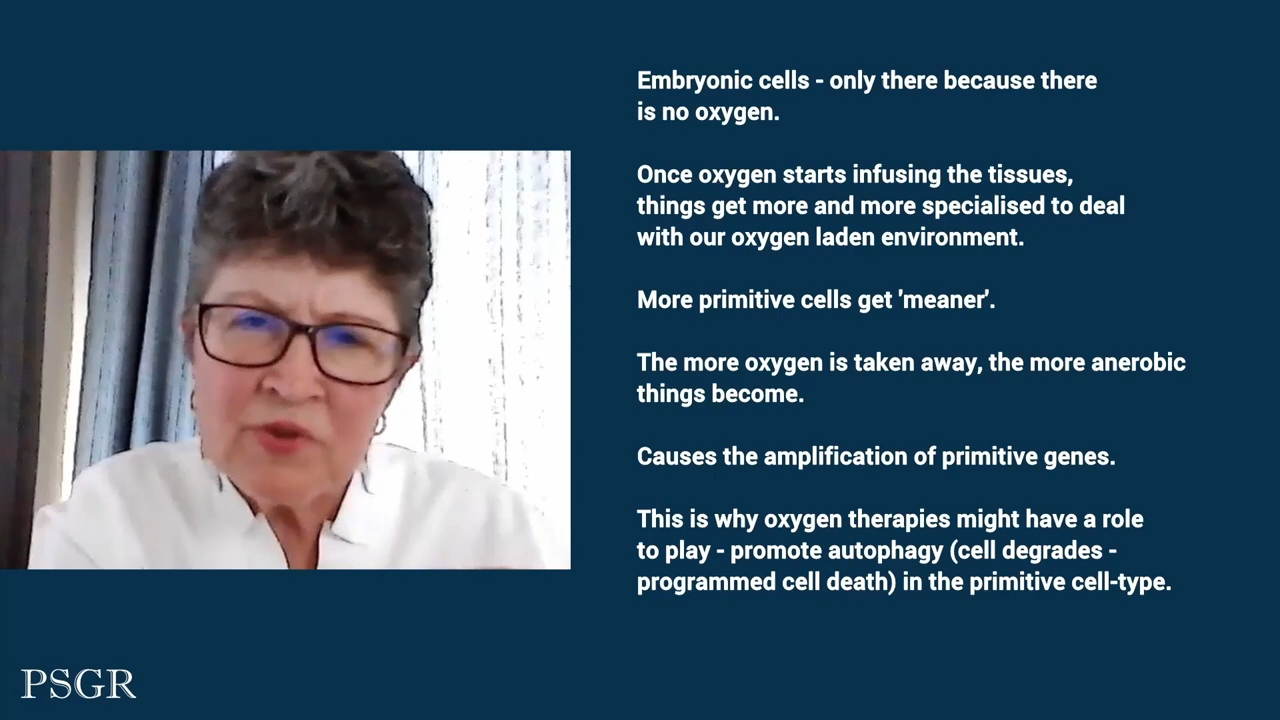 Embryonic cells - only there because there
is no oxygen.
Once oxygen starts infusing the tissues,
things get more and more specialised to deal
with our oxygen laden environment.
More primitive cells get 'meaner'.
The more oxygen is taken away, the more anerobic
things become.
Causes the amplification of primitive genes.
This is why oxygen therapies might have a role
to play - promote autophagy (cell degrades -
programmed cell death) in the primitive cell-type.
PSGR